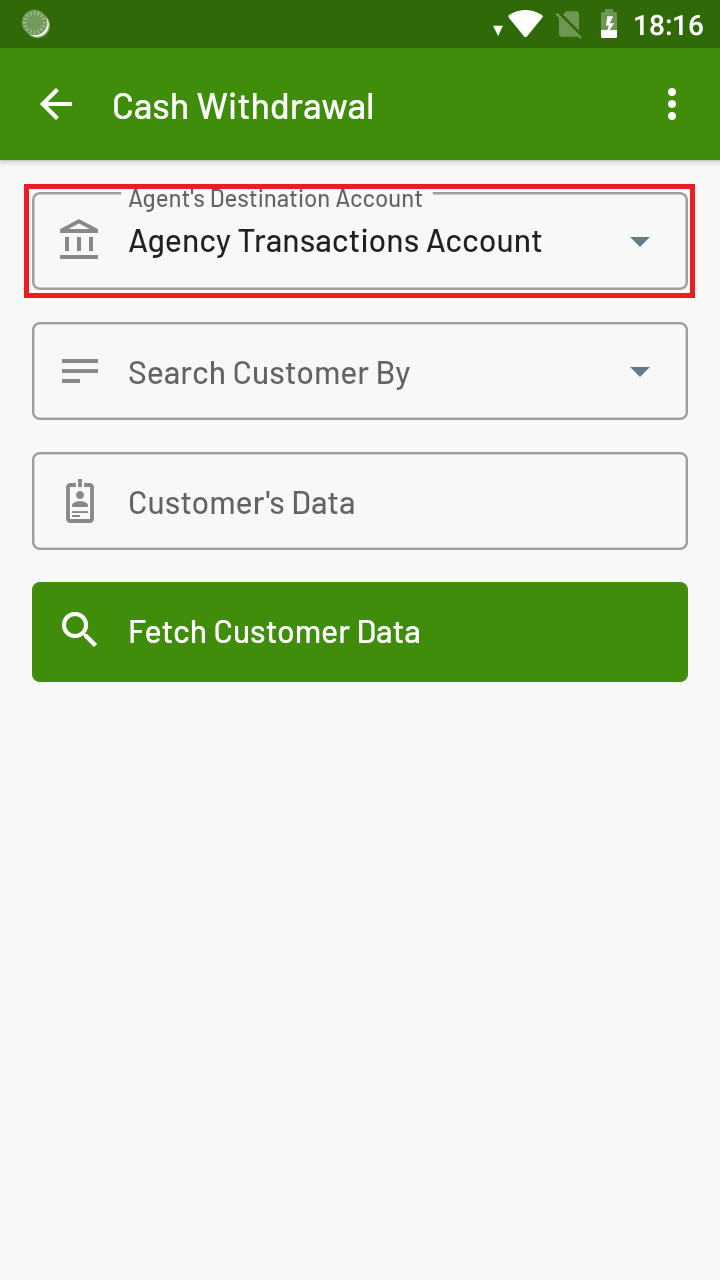 18:16
Cash Withdrawal
Agent's Destination Account
Agency Transactions Account
Search Customer By
Customer's Data
Fetch Customer Data